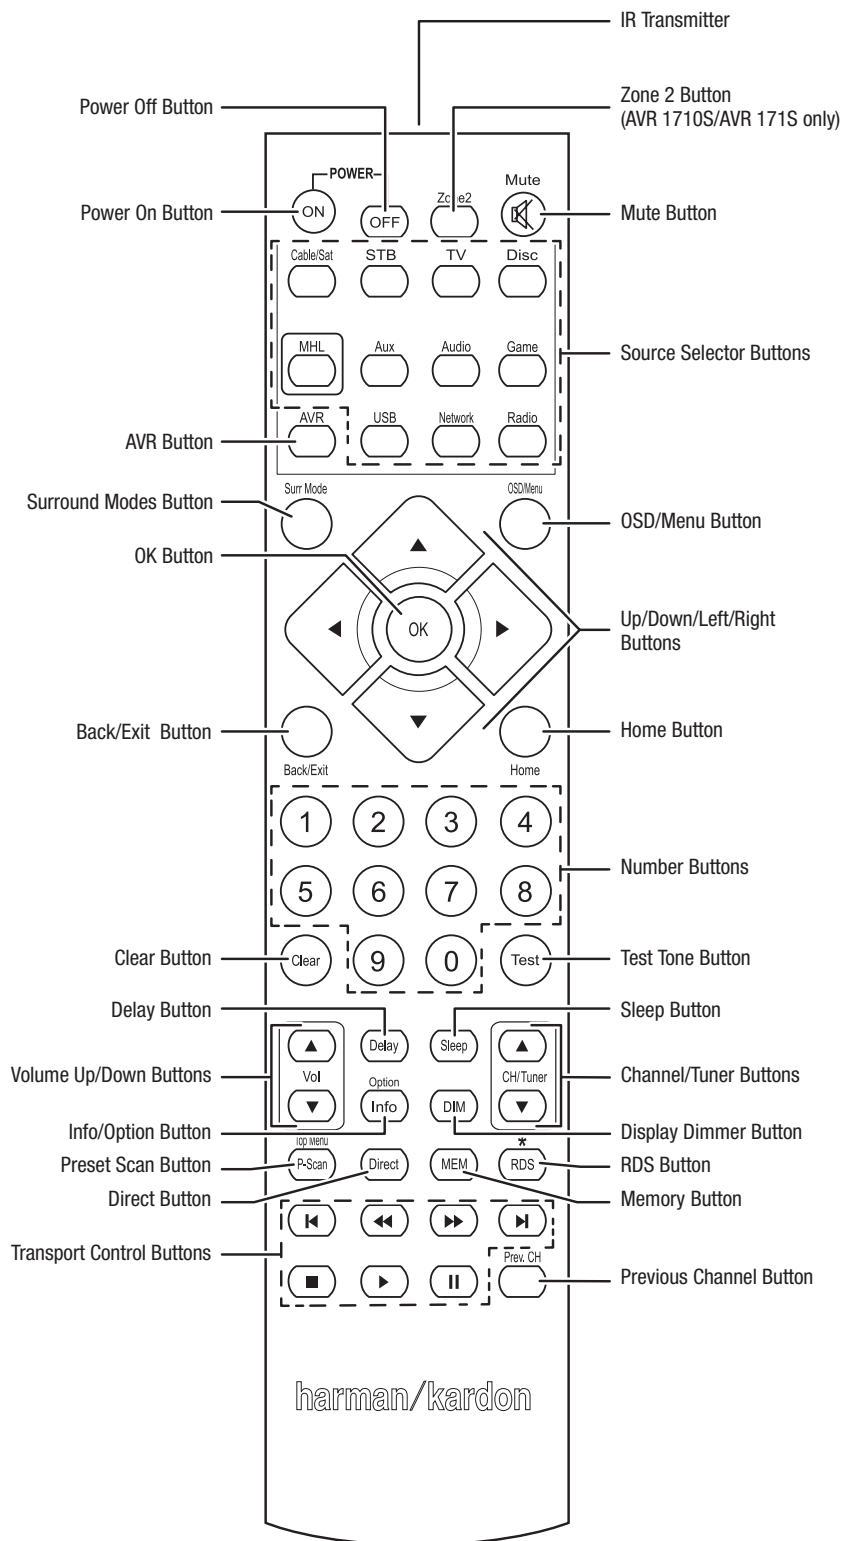 IR Transmitter
Power Off Button
Zone 2 Button
(AVR 1710S/AVR 171S only)
POWER
Mute
Zone2
Power On Button
ON
OFF
Mute Button
Cable/Sat STB TV Disc
MHL Aux Audio Game
Source Selector Buttons
AVR USB Network Radio
AVR Button
Surr Mode
OSD/Menu
Surround Modes Button
OSD/Menu Button
OK Button
OK
Up/Down/Left/Right
Buttons
Back/Exit Button
Home Button
Back/Exit
Home
1 2 3 4
Number Buttons
5 6 7 8
Clear Button
Clear 9 0 Test
Test Tone Button
Delay Button
Sleep Button
Delay Sleep
Volume Up/Down Buttons
Vol
CH/Tuner
Channel/Tuner Buttons
Option
Info DIM
Info/Option Button
Display Dimmer Button
Top Menu
*
Preset Scan Button
P-Scan Direct MEM RDS
RDS Button
Direct Button
Memory Button
Transport Control Buttons
Prev. CH
Previous Channel Button
harman/kardon